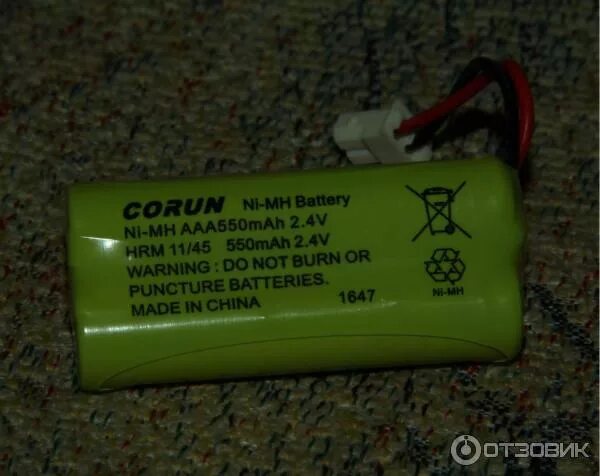 CORUN Ni-MH Battery
Ni-MH AAA550mAh 2.4V
HRM 11/45 550mAh 2.4V
WARNING : DO NOT BURN OR
PUNCTURE BATTERIES.
MADE IN CHINA 1647
Ni-MH
ОТЗОВИК